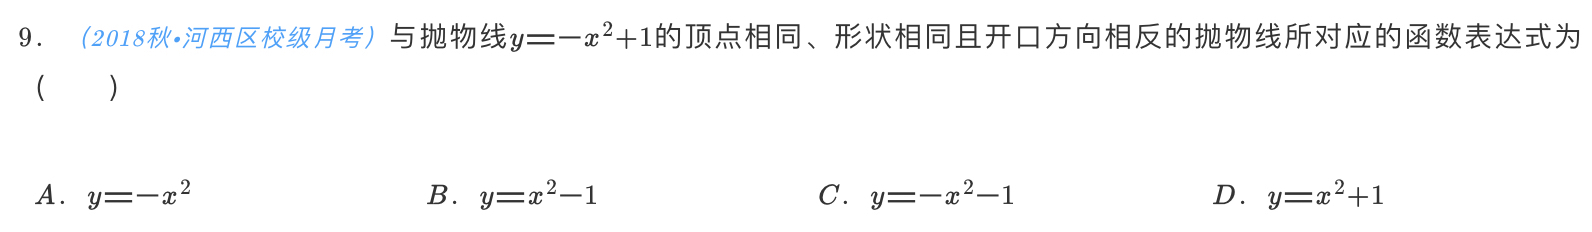 9. (2018秋•河西区校级月考)与抛物线y=−x²+1的顶点相同、形状相同且开口方向相反的抛物线所对应的函数表达式为
( )
A. y=−x² B. y=x²−1 C. y=−x²−1 D. y=x²+1